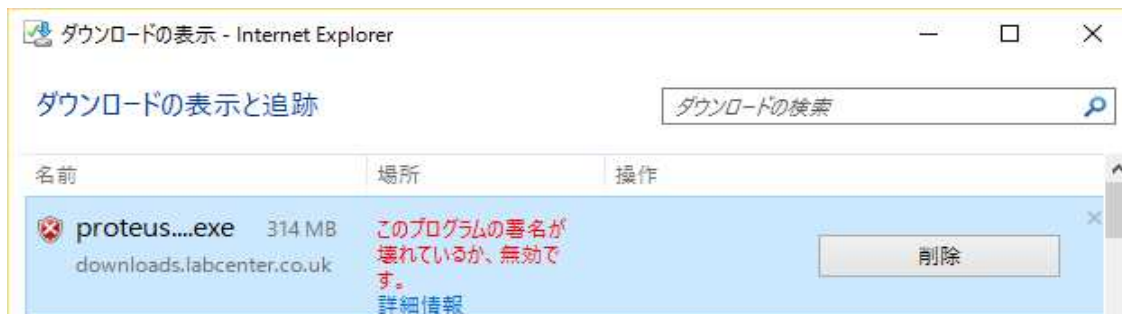 ダウンロードの表示 - Internet Explorer
ダウンロードの表示と追跡
ダウンロードの検索
名前 場所 操作
proteus....exe 314 MB
downloads.labcenter.co.uk
このプログラムの署名が
壊れているか、無効で
す。
詳細情報
削除